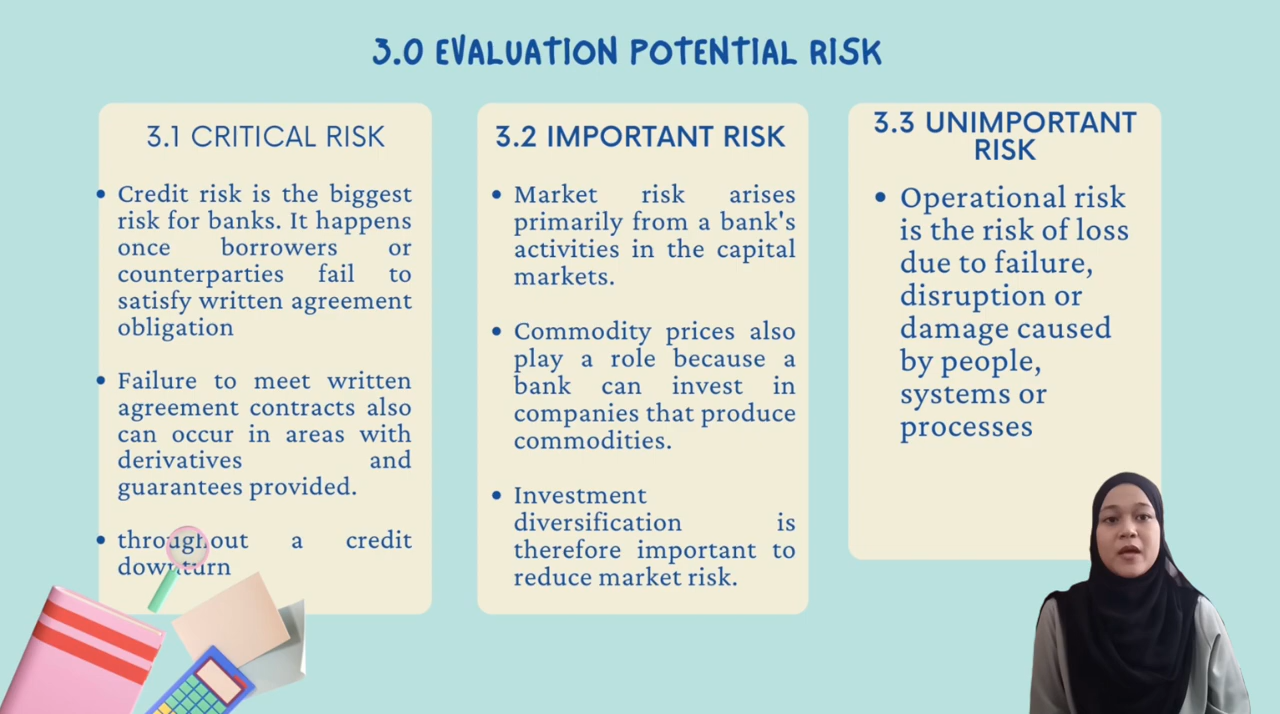 3.0 EVALUATION POTENTIAL RISK
3.1 CRITICAL RISK
Credit risk is the biggest
risk for banks. It happens
once borrowers or
counterparties fail to
satisfy written agreement
obligation
Failure to meet written
agreement contracts also
can occur in areas with
derivatives and
guarantees provided.
throughout a credit
downturn
3.2 IMPORTANT RISK
Market risk arises
primarily from a bank's
activities in the capital
markets.
Commodity prices also
play a role because a
bank can invest in
companies that produce
commodities.
Investment
diversification is
therefore important to
reduce market risk.
3.3 UNIMPORTANT
RISK
Operational risk
is the risk of loss
due to failure,
disruption or
damage caused
by people,
systems or
processes